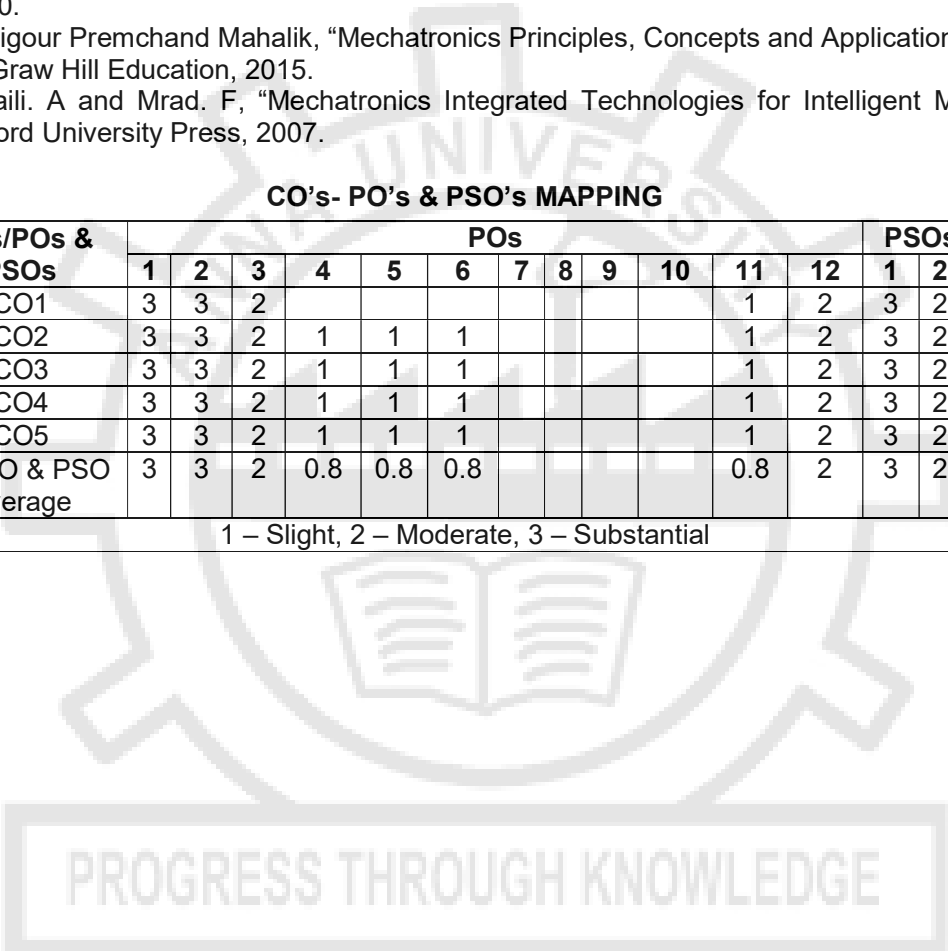 0.
igour Premchand Mahalik, “Mechatronics Principles, Concepts and Application
Graw Hill Education, 2015.
aili. A and Mrad. F, “Mechatronics Integrated Technologies for Intelligent M
ord University Press, 2007.
CO’s- PO’s & PSO’s MAPPING
s/POs & POs PSOs
PSOs 1 2 3 4 5 6 7 8 9 10 11 12 1 2
CO1 3 3 2 1 2 3 2
CO2 3 3 2 1 1 1 1 2 3 2
CO3 3 3 2 1 1 1 1 2 3 2
CO4 3 3 2 1 1 1 1 2 3 2
CO5 3 3 2 1 1 1 1 2 3 2
O & PSO 3 3 2 0.8 0.8 0.8 0.8 2 3 2
verage
1 – Slight, 2 – Moderate, 3 – Substantial
ANNA UNIVERSITY
PROGRESS THROUGH KNOWLEDGE